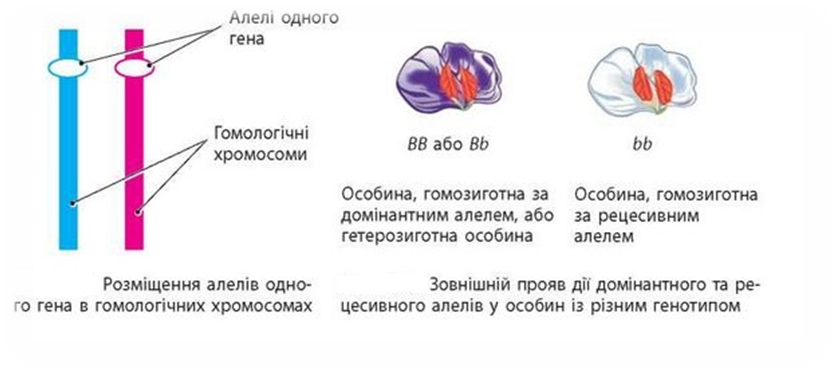 Алелі одного
гена
Гомологічні
хромосоми
Розміщення алелів одно-
го гена в гомологічних хромосомах
BB або Bb
bb
Особина, гомозиготна за
домінантним алелем, або
гетерозиготна особина
Особина, гомозиготна
за рецесивним
алелем
Зовнішній прояв дії домінантного та ре-
цесивного алелів у особин із різним генотипом